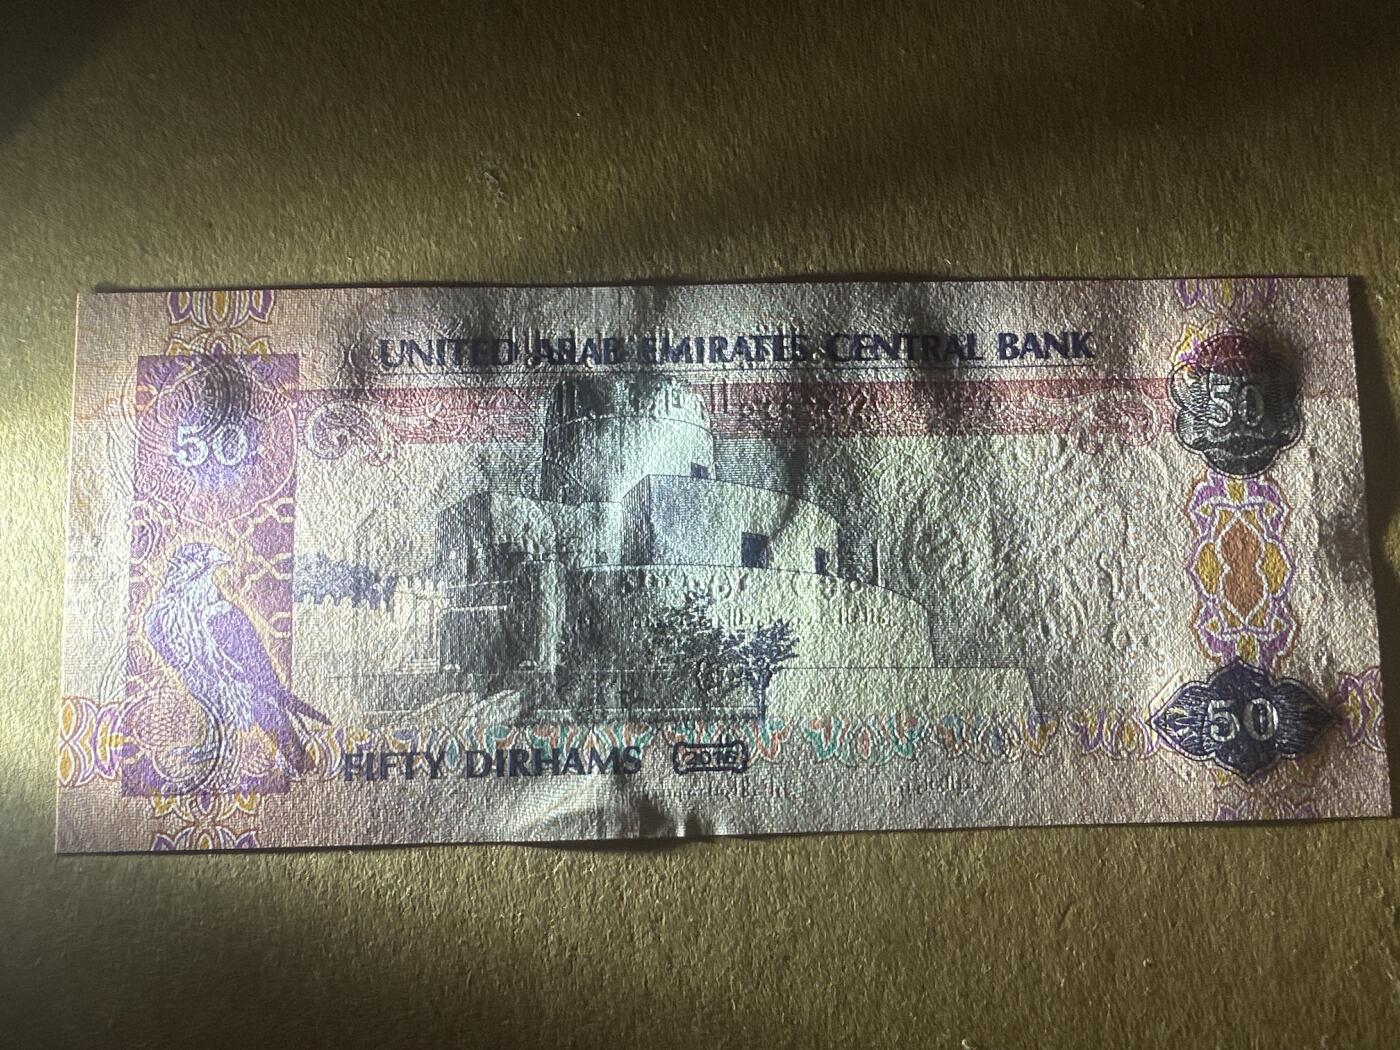 UNITED ARAB EMIRATES CENTRAL BANK
50
50
50
FIFTY DIRHAMS